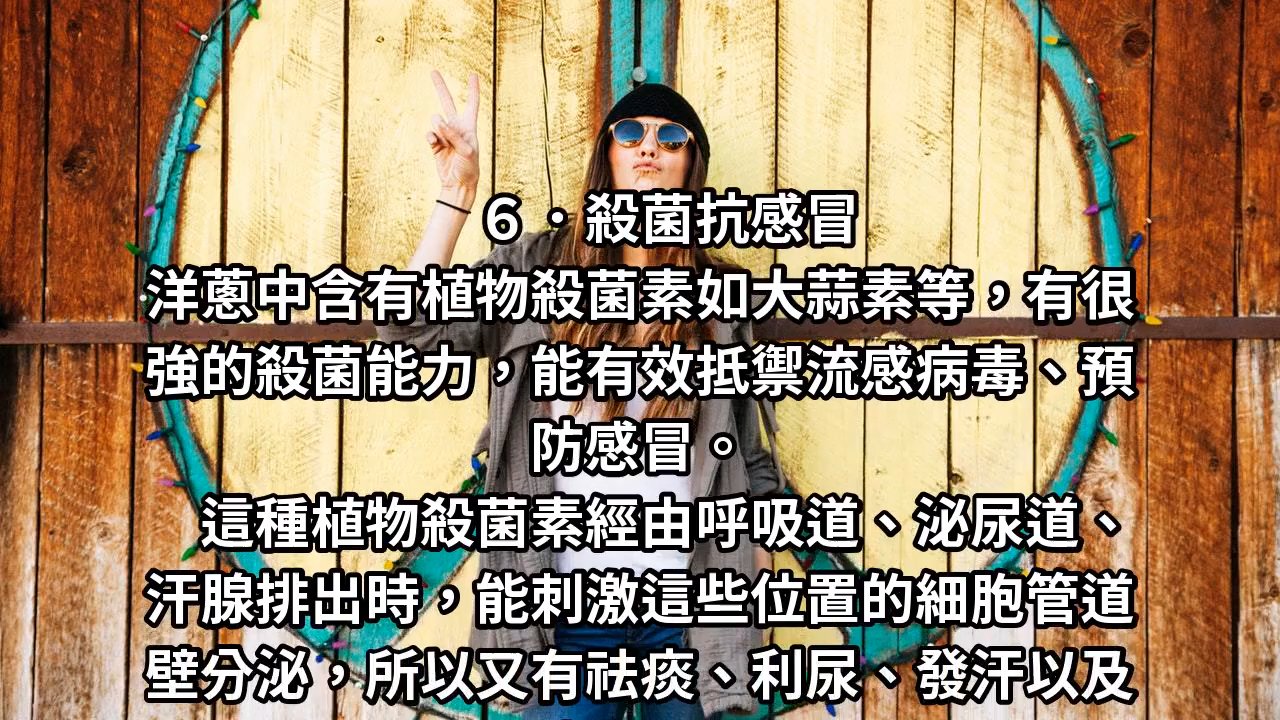 6・殺菌抗感冒
洋蔥中含有植物殺菌素如大蒜素等，有很
強的殺菌能力，能有效抵禦流感病毒、預
防感冒。
這種植物殺菌素經由呼吸道、泌尿道、
汗腺排出時，能刺激這些位置的細胞管道
壁分泌，所以又有祛痰、利尿、發汗以及